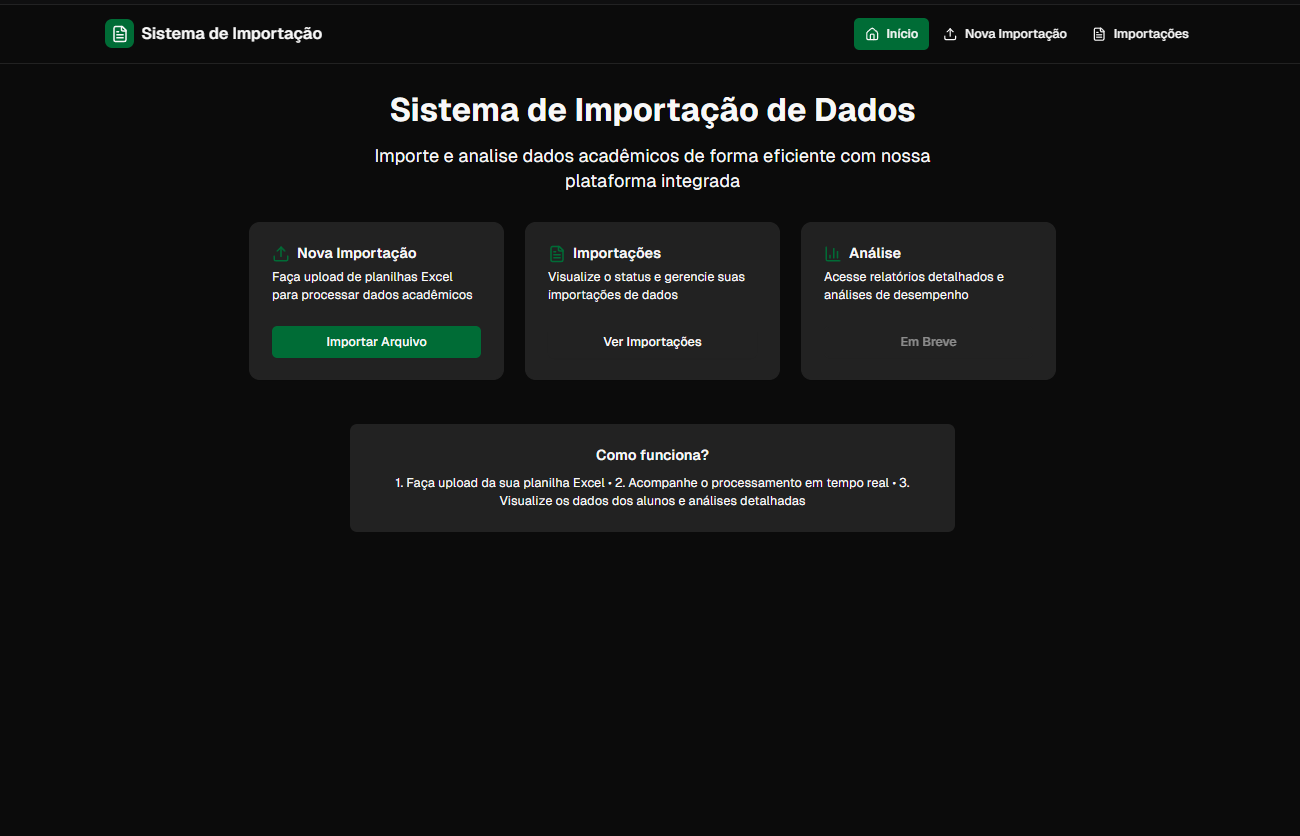 Sistema de Importação
Início
Nova Importação
Importações
Sistema de Importação de Dados
Importe e analise dados acadêmicos de forma eficiente com nossa
plataforma integrada
Nova Importação
Faça upload de planilhas Excel
para processar dados acadêmicos
Importar Arquivo
Importações
Visualize o status e gerencie suas
importações de dados
Ver Importações
Análise
Acesse relatórios detalhados e
análises de desempenho
Em Breve
Como funciona?
1. Faça upload da sua planilha Excel • 2. Acompanhe o processamento em tempo real • 3.
Visualize os dados dos alunos e análises detalhadas